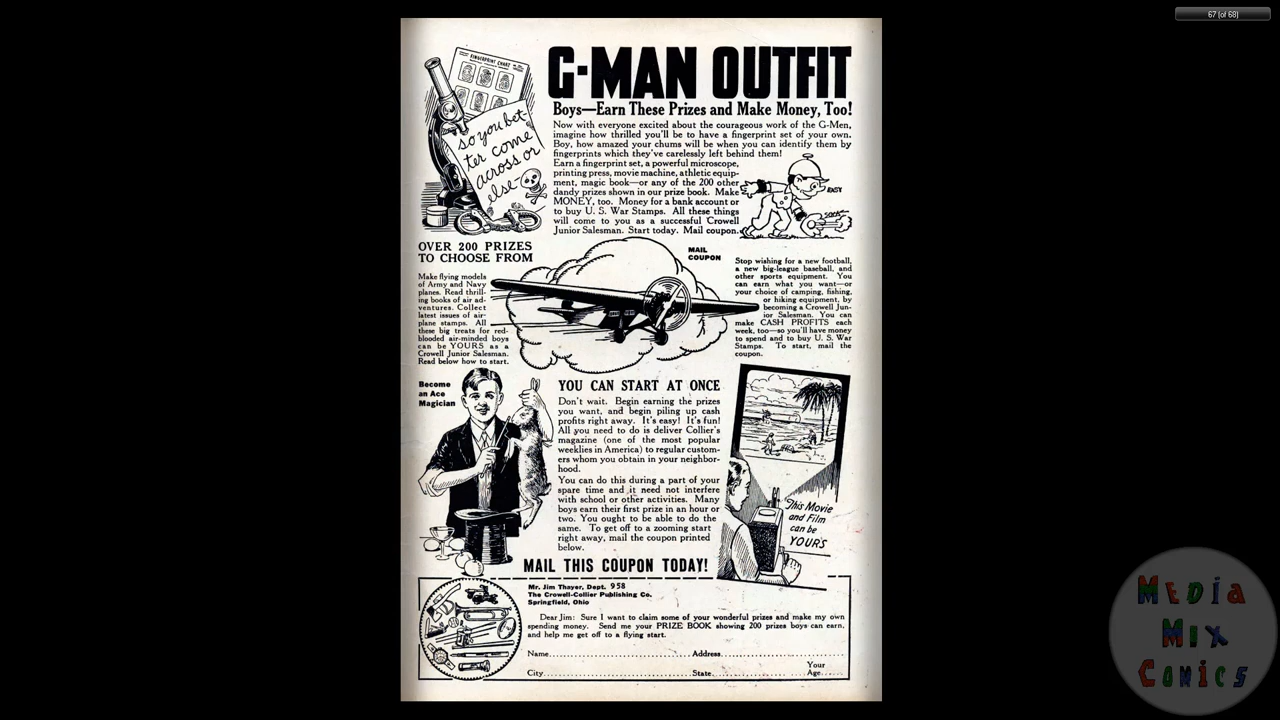 67 (of 68)
FINGERPRINT CHART
so you bet-
ter come
across or
else-
G-MAN OUTFIT
Boys—Earn These Prizes and Make Money, Too!
Now with everyone excited about the courageous work of the G-Men,
imagine how thrilled you'll be to have a fingerprint set of your own.
Boy, how amazed your chums will be when you can identify them by
fingerprints which they've carelessly left behind them!
Earn a fingerprint set, a powerful microscope,
printing press, movie machine, athletic equip-
ment, magic book—or any of the 200 other
dandy prizes shown in our prize book. Make
MONEY, too. Money for a bank account or
to buy U. S. War Stamps. All these things
will come to you as a successful Crowell
Junior Salesman. Start today. Mail coupon.
EASY
SOCK
OVER 200 PRIZES
TO CHOOSE FROM
Make flying models
of Army and Navy
planes. Read thrill-
ing books of air ad-
ventures. Collect
latest issues of air-
plane stamps. All
these big treats for red-
blooded air-minded boys
can be YOURS as a
Crowell Junior Salesman.
Read below how to start.
MAIL
COUPON
Stop wishing for a new football,
a new big-league baseball, and
other sports equipment. You
can earn what you want—or
your choice of camping, fishing,
or hiking equipment, by
becoming a Crowell Jun-
ior Salesman. You can
make CASH PROFITS each
week, too—so you'll have money
to spend and to buy U. S. War
Stamps. To start, mail the
coupon.
Become
an Ace
Magician
YOU CAN START AT ONCE
Don't wait. Begin earning the prizes
you want, and begin piling up cash
profits right away. It's easy! It's fun!
All you need to do is deliver Collier's
magazine (one of the most popular
weeklies in America) to regular custom-
ers whom you obtain in your neighbor-
hood.
You can do this during a part of your
spare time and it need not interfere
with school or other activities. Many
boys earn their first prize in an hour or
two. You ought to be able to do the
same. To get off to a zooming start
right away, mail the coupon printed
below.
This Movie
and Film
can be
YOURS
MAIL THIS COUPON TODAY!
Mr. Jim Thayer, Dept. 958
The Crowell-Collier Publishing Co.
Springfield, Ohio
Dear Jim: Sure I want to claim some of your wonderful prizes and make my own
spending money. Send me your PRIZE BOOK showing 200 prizes boys can earn,
and help me get off to a flying start.
Name Address
City State Your Age
MEDIA
MIX
COMICS